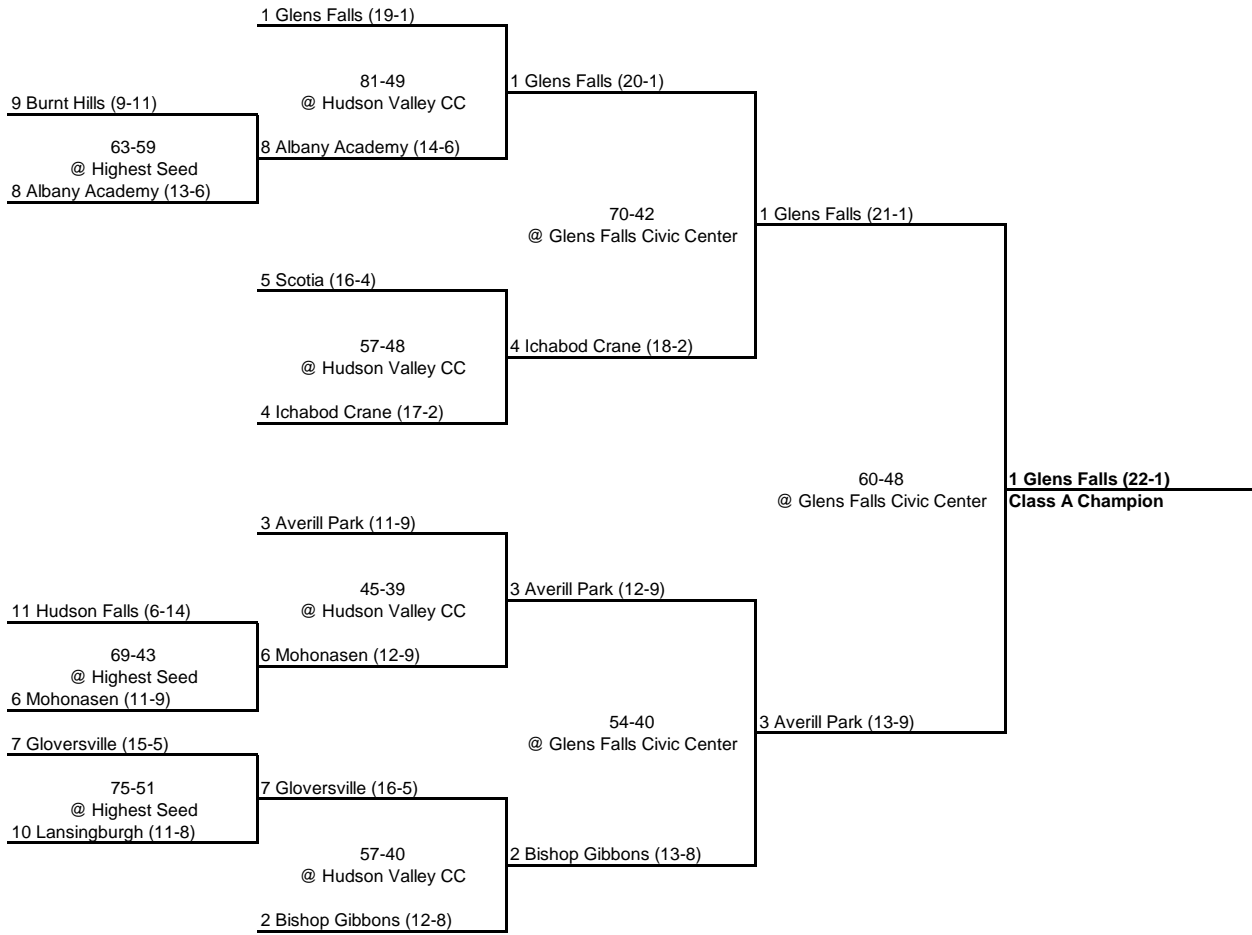 1 Glens Falls (19-1)
81-49
@ Hudson Valley CC
1 Glens Falls (20-1)
9 Burnt Hills (9-11)
63-59
@ Highest Seed
8 Albany Academy (14-6)
8 Albany Academy (13-6)
70-42
@ Glens Falls Civic Center
1 Glens Falls (21-1)
5 Scotia (16-4)
57-48
@ Hudson Valley CC
4 Ichabod Crane (18-2)
4 Ichabod Crane (17-2)
60-48
@ Glens Falls Civic Center
1 Glens Falls (22-1)
Class A Champion
3 Averill Park (11-9)
45-39
@ Hudson Valley CC
3 Averill Park (12-9)
11 Hudson Falls (6-14)
69-43
@ Highest Seed
6 Mohonasen (12-9)
6 Mohonasen (11-9)
54-40
@ Glens Falls Civic Center
3 Averill Park (13-9)
7 Gloversville (15-5)
75-51
@ Highest Seed
7 Gloversville (16-5)
10 Lansingburgh (11-8)
57-40
@ Hudson Valley CC
2 Bishop Gibbons (13-8)
2 Bishop Gibbons (12-8)